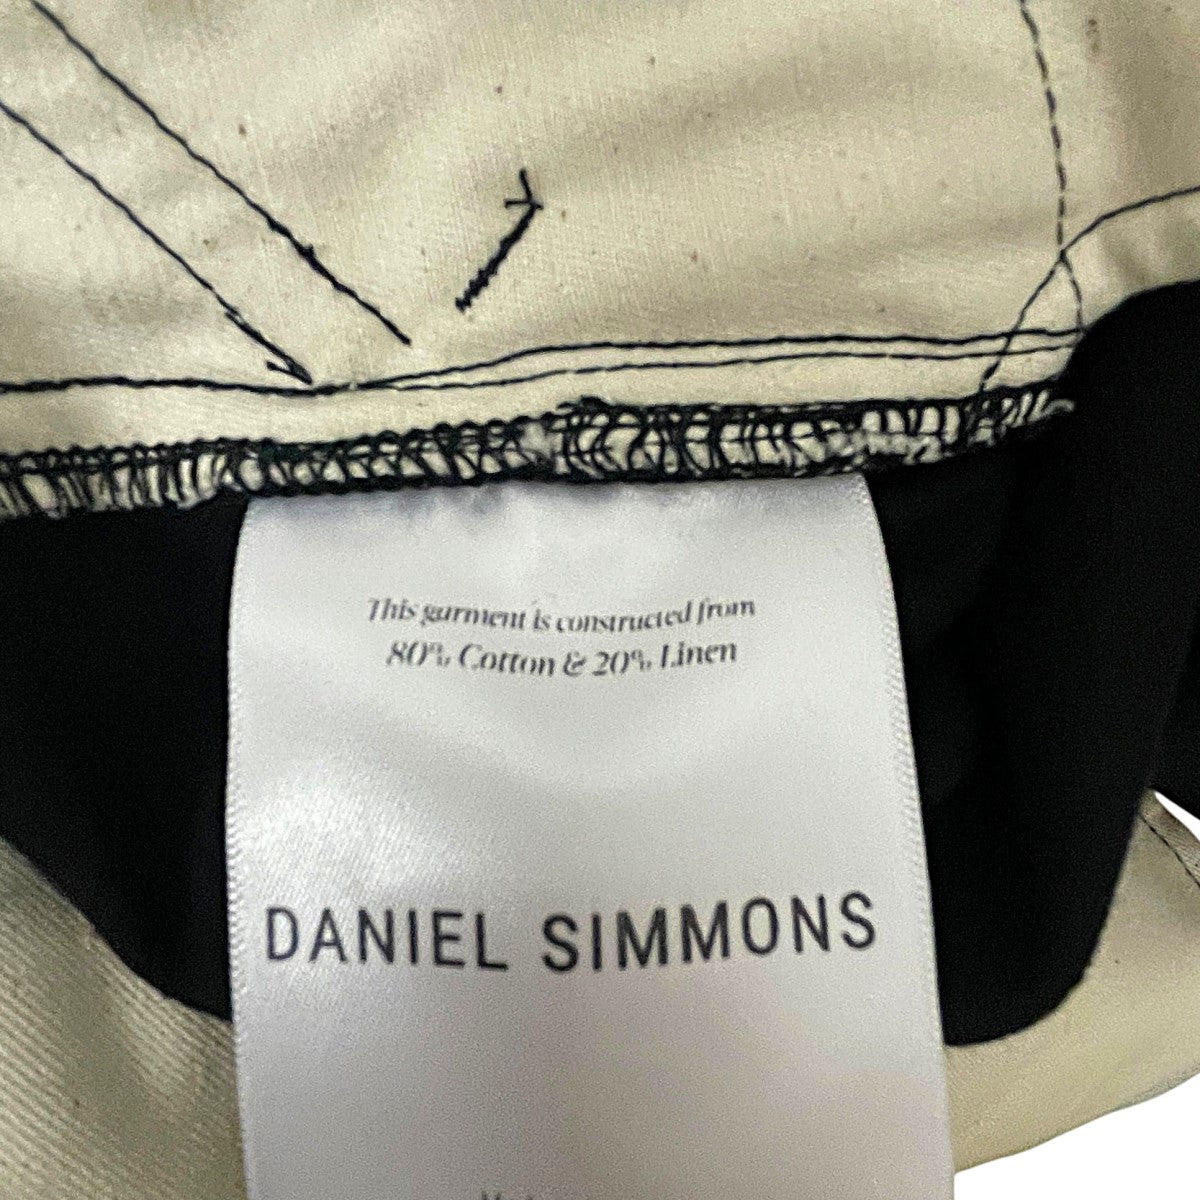 This garment is constructed from
80% Cotton & 20% Linen
DANIEL SIMMONS